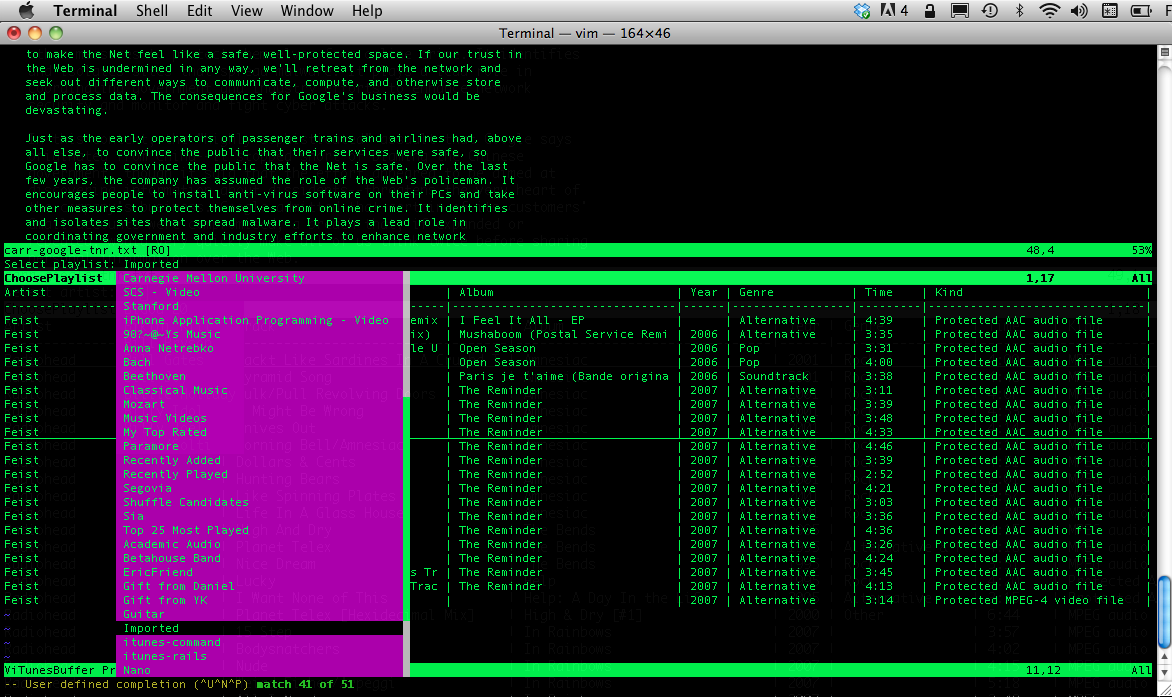 Terminal Shell Edit View Window Help 4
Terminal — vim — 164×46
to make the Net feel like a safe, well-protected space. If our trust in
the Web is undermined in any way, we'll retreat from the network and
seek out different ways to communicate, compute, and otherwise store
and process data. The consequences for Google's business would be
devastating.
Just as the early operators of passenger trains and airlines had, above
all else, to convince the public that their services were safe, so
Google has to convince the public that the Net is safe. Over the last
few years, the company has assumed the role of the Web's policeman. It
encourages people to install anti-virus software on their PCs and take
other measures to protect themselves from online crime. It identifies
and isolates sites that spread malware. It plays a lead role in
coordinating government and industry efforts to enhance network
carr-google-tnr.txt [RO] 48,4 53%
Select playlist: Imported
ChoosePlaylist Carnegie Mellon University 1,17 All
Artist SCS - Video | Album | Year | Genre | Time | Kind
Stanford
Feist iPhone Application Programming - Video emix | I Feel It All - EP | | Alternative | 4:39 | Protected AAC audio file
Feist 90?~@~Ys Music ix) | Mushaboom (Postal Service Remi | 2006 | Alternative | 3:35 | Protected AAC audio file
Feist Anna Netrebko le U | Open Season | 2006 | Pop | 3:31 | Protected AAC audio file
Feist Bach | Open Season | 2006 | Pop | 4:00 | Protected AAC audio file
Feist Beethoven | Paris je t'aime (Bande origina | 2006 | Soundtrack | 3:38 | Protected AAC audio file
Feist Classical Music | The Reminder | 2007 | Alternative | 3:11 | Protected AAC audio file
Feist Mozart | The Reminder | 2007 | Alternative | 3:39 | Protected AAC audio file
Feist Music Videos | The Reminder | 2007 | Alternative | 3:48 | Protected AAC audio file
Feist My Top Rated | The Reminder | 2007 | Alternative | 4:33 | Protected AAC audio file
Feist Paramore | The Reminder | 2007 | Alternative | 4:46 | Protected AAC audio file
Feist Recently Added | The Reminder | 2007 | Alternative | 3:39 | Protected AAC audio file
Feist Recently Played | The Reminder | 2007 | Alternative | 2:52 | Protected AAC audio file
Feist Segovia | The Reminder | 2007 | Alternative | 4:21 | Protected AAC audio file
Feist Shuffle Candidates | The Reminder | 2007 | Alternative | 3:03 | Protected AAC audio file
Feist Sia | The Reminder | 2007 | Alternative | 3:36 | Protected AAC audio file
Feist Top 25 Most Played | The Reminder | 2007 | Alternative | 4:36 | Protected AAC audio file
Feist Academic Audio | The Reminder | 2007 | Alternative | 3:26 | Protected AAC audio file
Feist Betahouse Band | The Reminder | 2007 | Alternative | 4:24 | Protected AAC audio file
Feist EricFriend s Tr | The Reminder | 2007 | Alternative | 3:45 | Protected AAC audio file
Feist Gift from Daniel Trac | The Reminder | 2007 | Alternative | 4:13 | Protected AAC audio file
Feist Gift from YK | | 2007 | Alternative | 3:14 | Protected MPEG-4 video file
~ Guitar
~ Imported
~ itunes-command
~ itunes-rails
ViTunesBuffer Pr Nano 11,12 All
-- User defined completion (^U^N^P) match 41 of 51